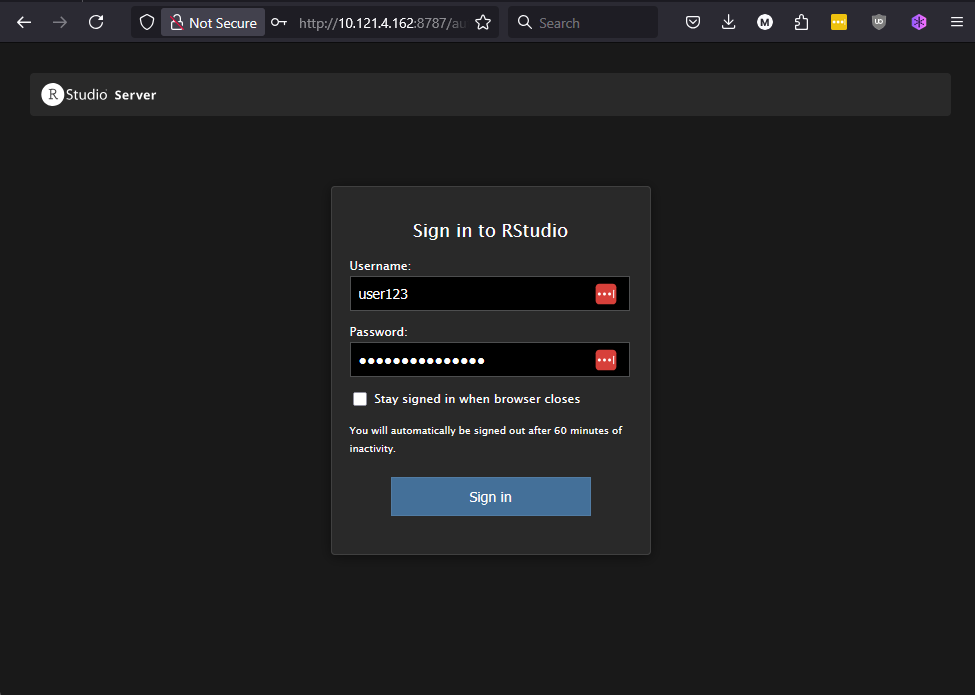 Not Secure
http://10.121.4.162:8787/au
Search
M
UD
R Studio Server
Sign in to RStudio
Username:
user123
Password:
●●●●●●●●●●●●●●●
Stay signed in when browser closes
You will automatically be signed out after 60 minutes of
inactivity.
Sign in